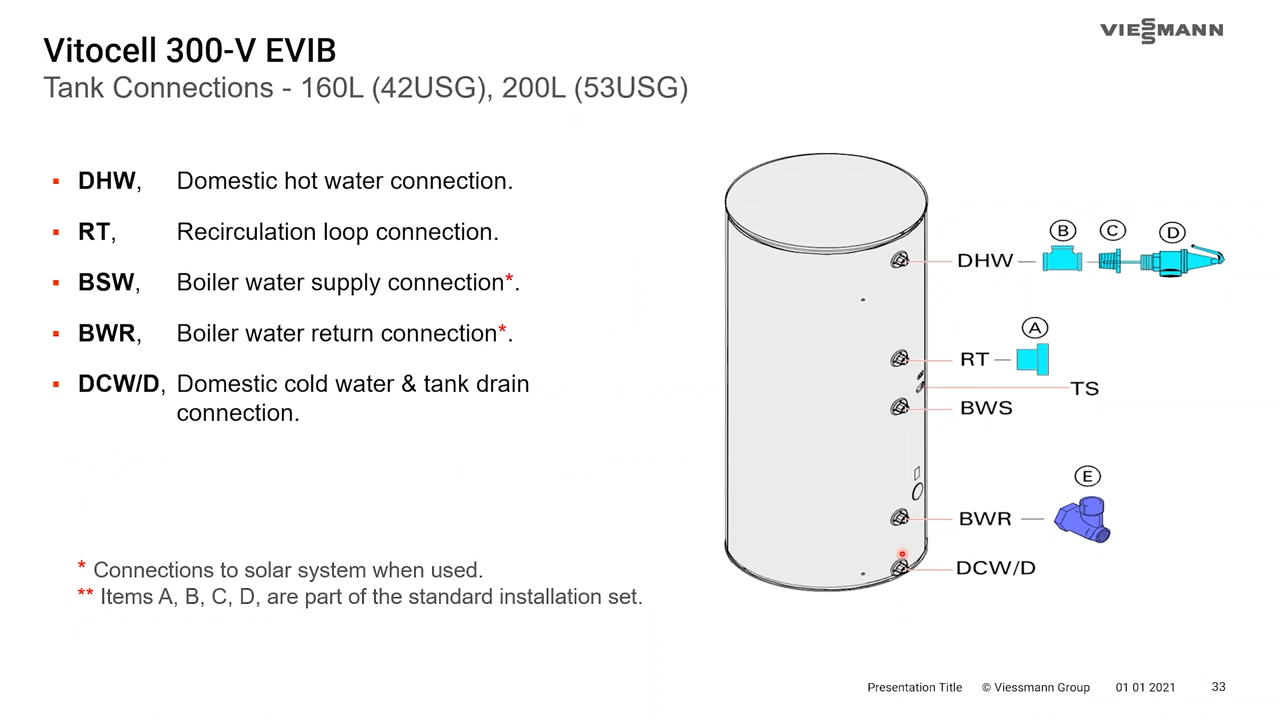 VIESSMANN
Vitocell 300-V EVIB
Tank Connections - 160L (42USG), 200L (53USG)
▪ DHW, Domestic hot water connection.
▪ RT, Recirculation loop connection.
▪ BSW, Boiler water supply connection*.
▪ BWR, Boiler water return connection*.
▪ DCW/D, Domestic cold water & tank drain
connection.
* Connections to solar system when used.
** Items A, B, C, D, are part of the standard installation set.
B C D
DHW
A
RT
TS
BWS
E
BWR
DCW/D
Presentation Title © Viessmann Group 01 01 2021 33